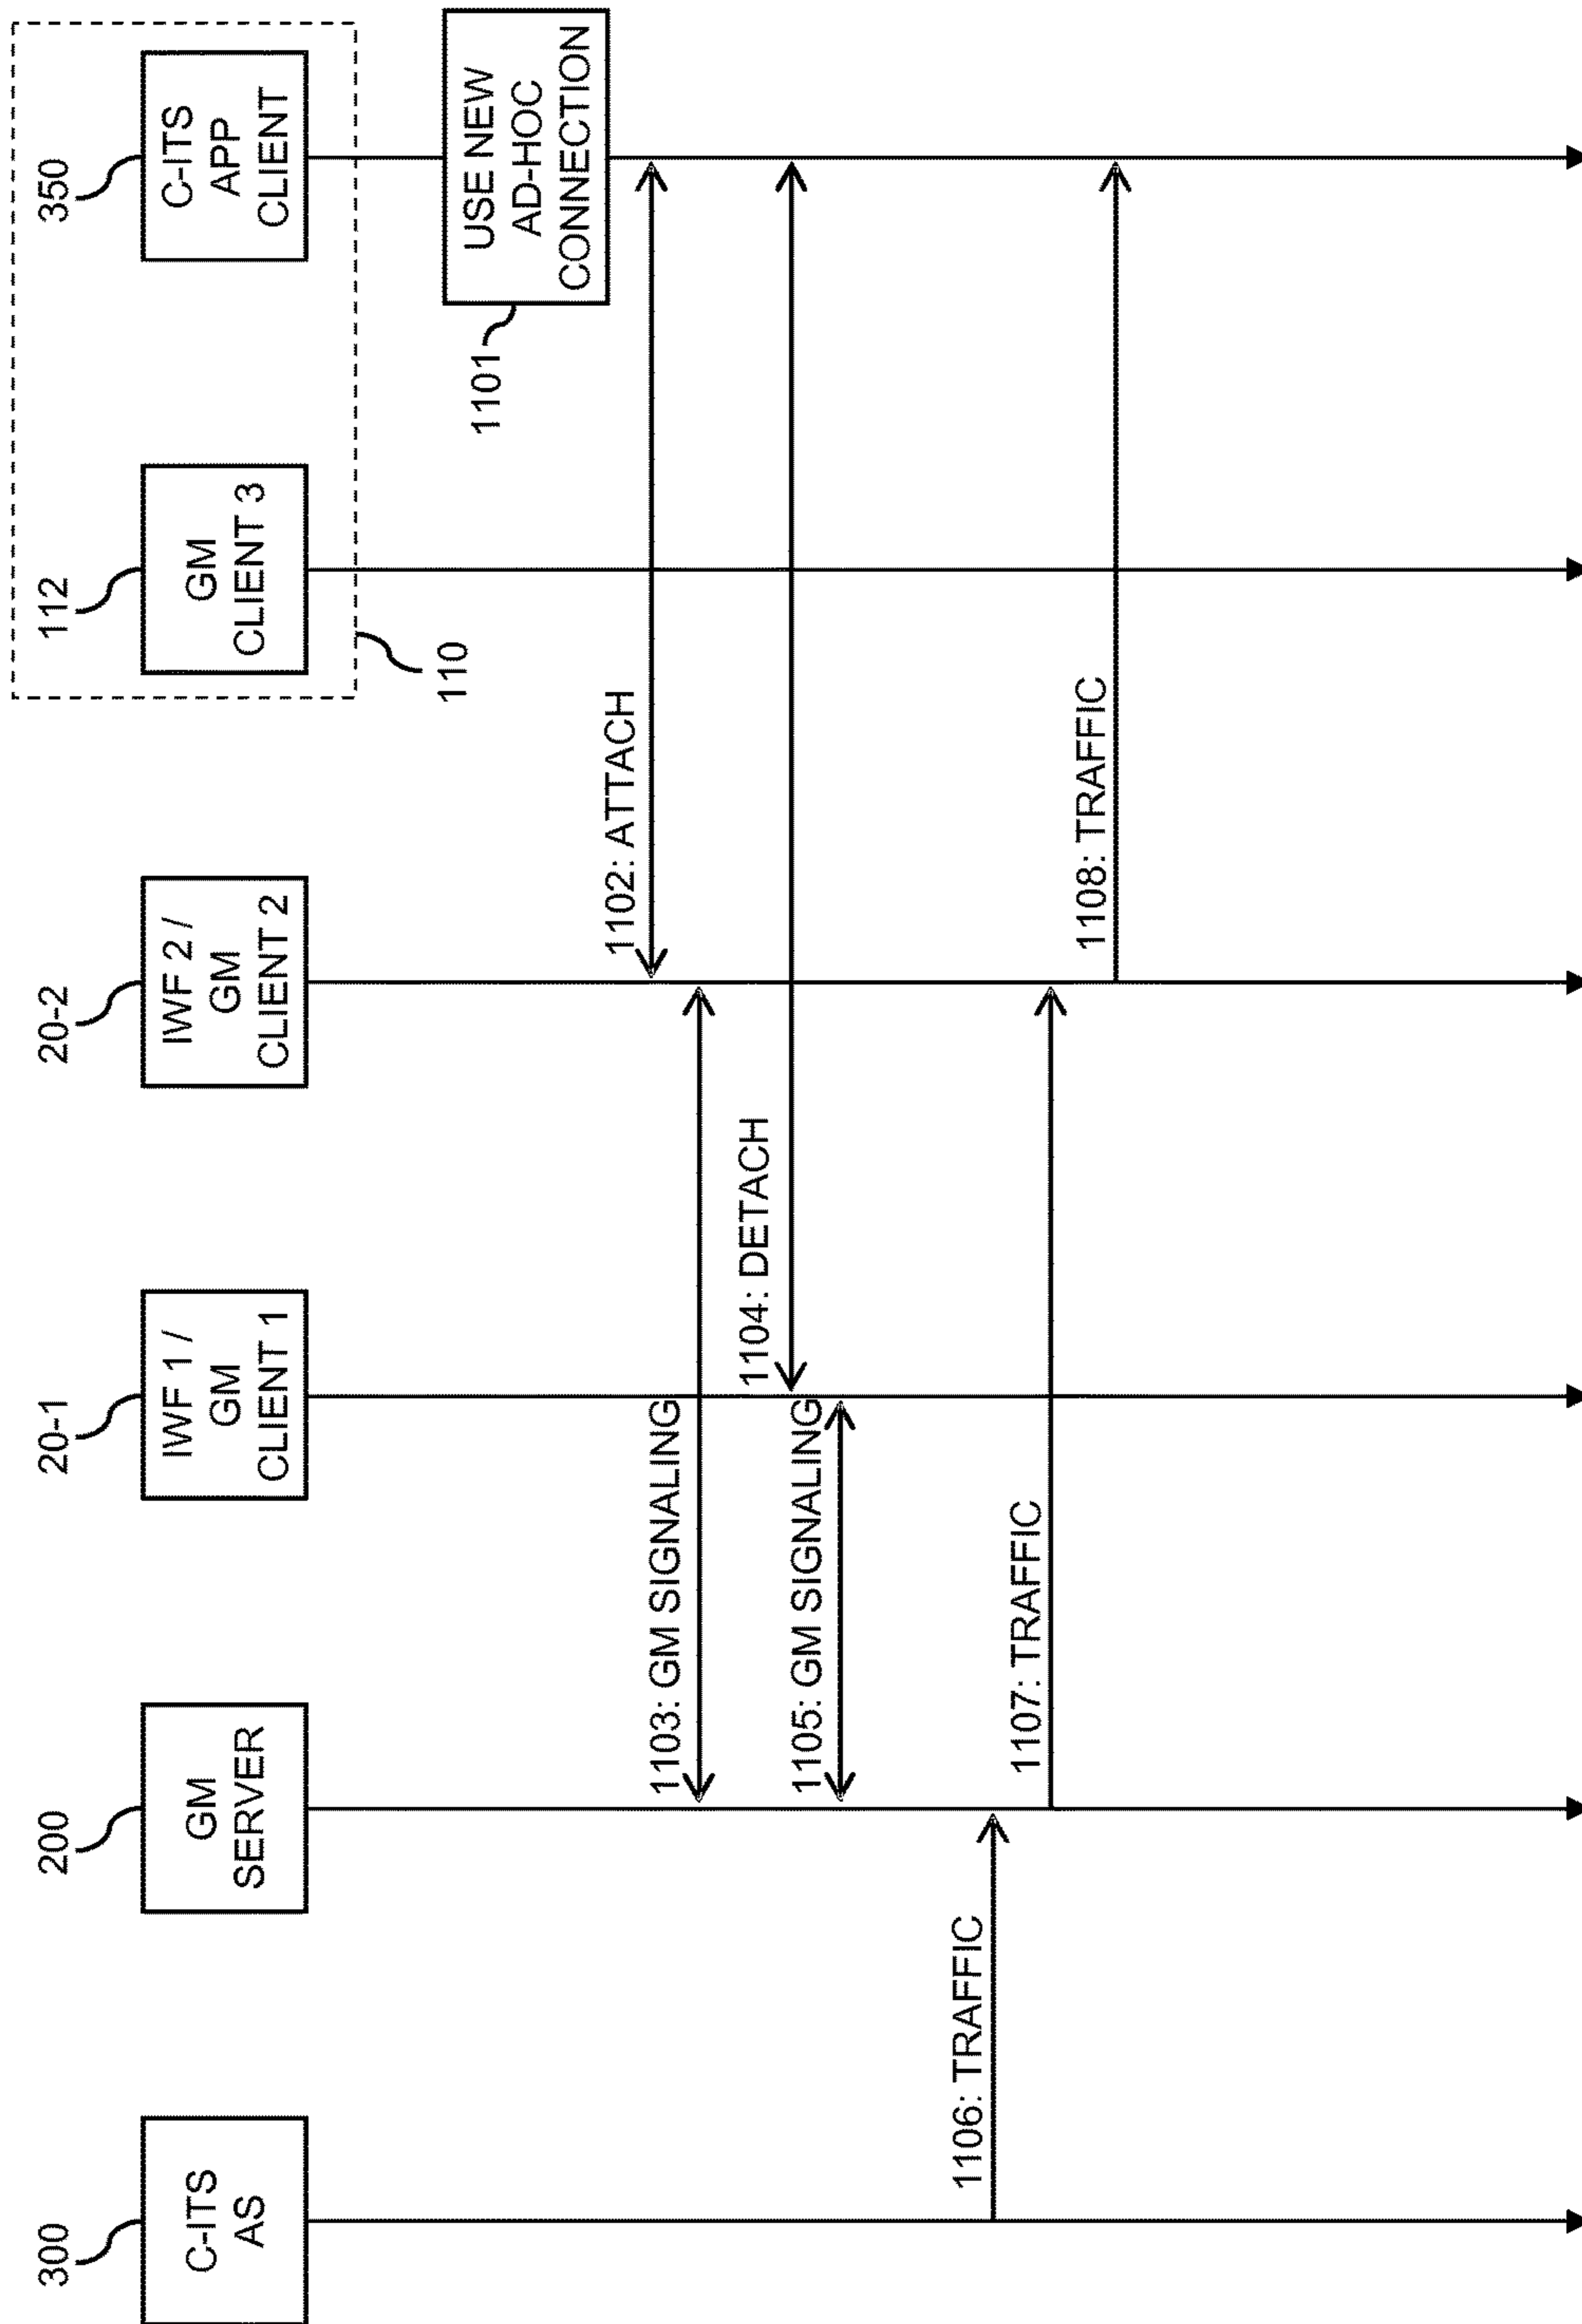 300
200
20-1
20-2
112
350
C-ITS
AS
GM
SERVER
IWF 1 /
GM
CLIENT 1
IWF 2 /
GM
CLIENT 2
GM
CLIENT 3
C-ITS
APP
CLIENT
110
1101
USE NEW
AD-HOC
CONNECTION
1102: ATTACH
1103: GM SIGNALING
1104: DETACH
1105: GM SIGNALING
1106: TRAFFIC
1107: TRAFFIC
1108: TRAFFIC